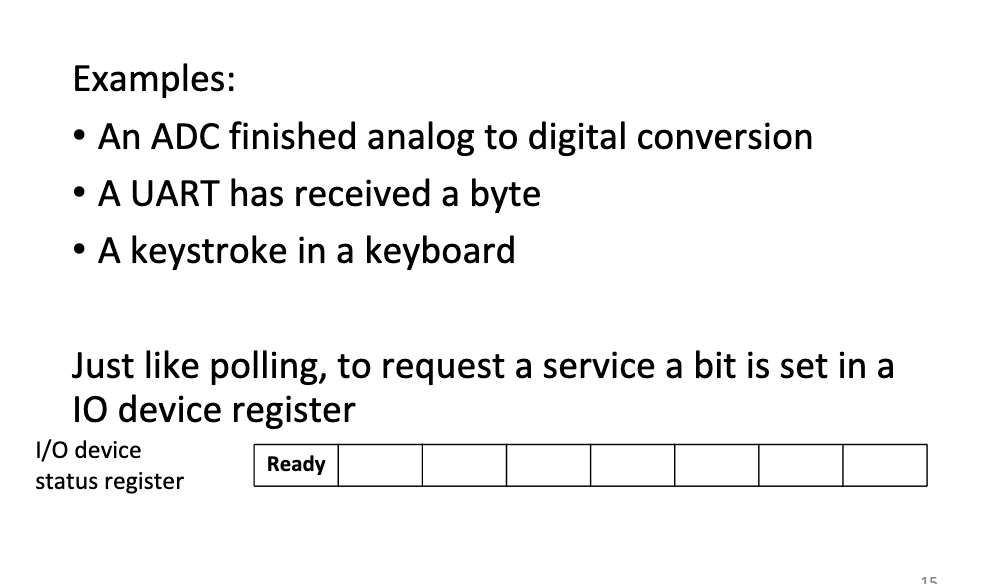 Examples:
• An ADC finished analog to digital conversion
• A UART has received a byte
• A keystroke in a keyboard
Just like polling, to request a service a bit is set in a
IO device register
I/O device
status register
Ready
15